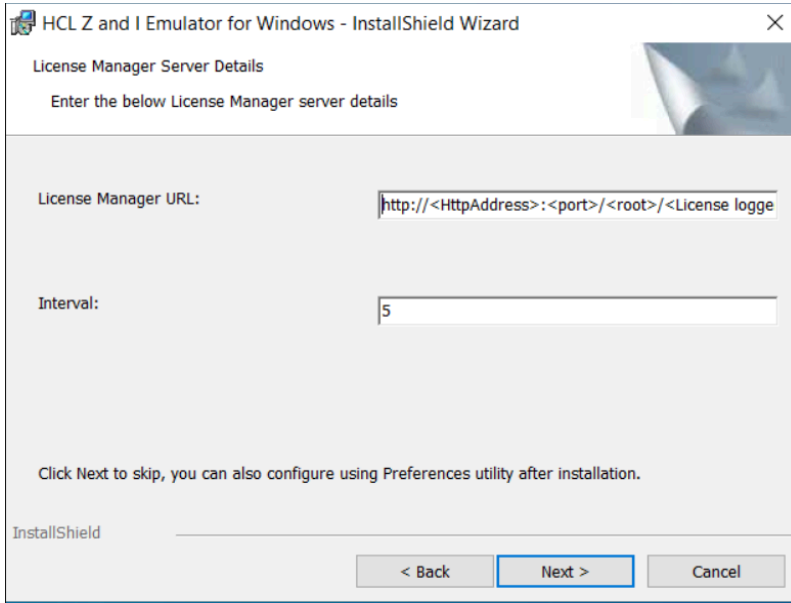 HCL Z and I Emulator for Windows - InstallShield Wizard
License Manager Server Details
Enter the below License Manager server details
License Manager URL:
http://<HttpAddress>:<port>/<root>/<License logge
Interval:
5
Click Next to skip, you can also configure using Preferences utility after installation.
InstallShield
< Back
Next >
Cancel